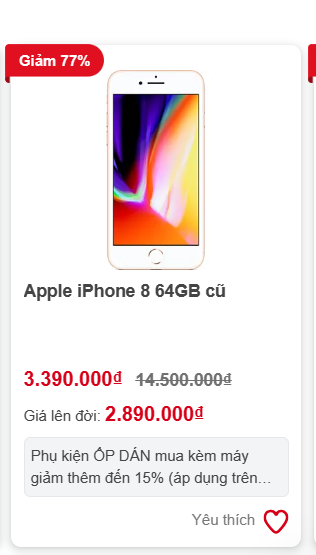 Giảm 77%
Apple iPhone 8 64GB cũ
3.390.000₫ 14.500.000₫
Giá lên đời: 2.890.000₫
Phụ kiện ỐP DÁN mua kèm máy
giảm thêm đến 15% (áp dụng trên...
Yêu thích